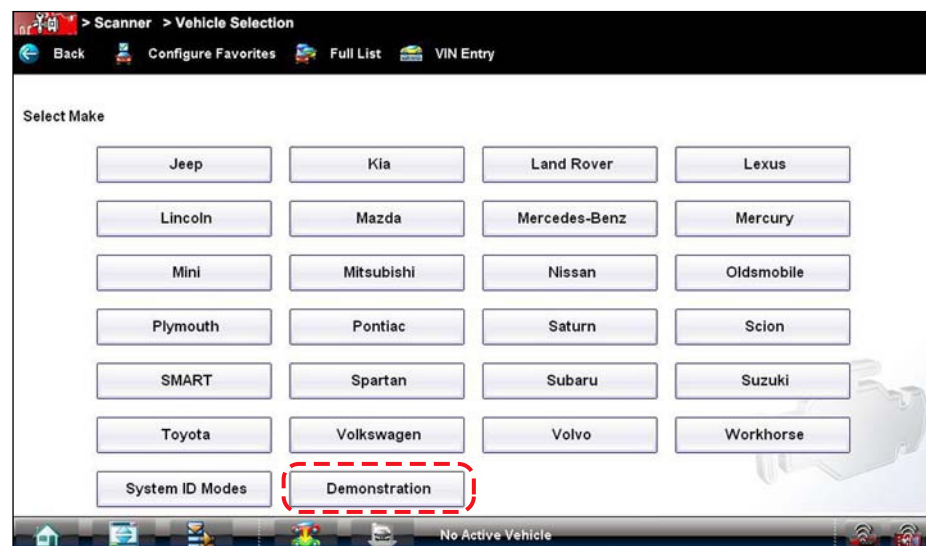 > Scanner > Vehicle Selection
Back Configure Favorites Full List VIN Entry
Select Make
Jeep Kia Land Rover Lexus
Lincoln Mazda Mercedes-Benz Mercury
Mini Mitsubishi Nissan Oldsmobile
Plymouth Pontiac Saturn Scion
SMART Spartan Subaru Suzuki
Toyota Volkswagen Volvo Workhorse
System ID Modes Demonstration
No Active Vehicle